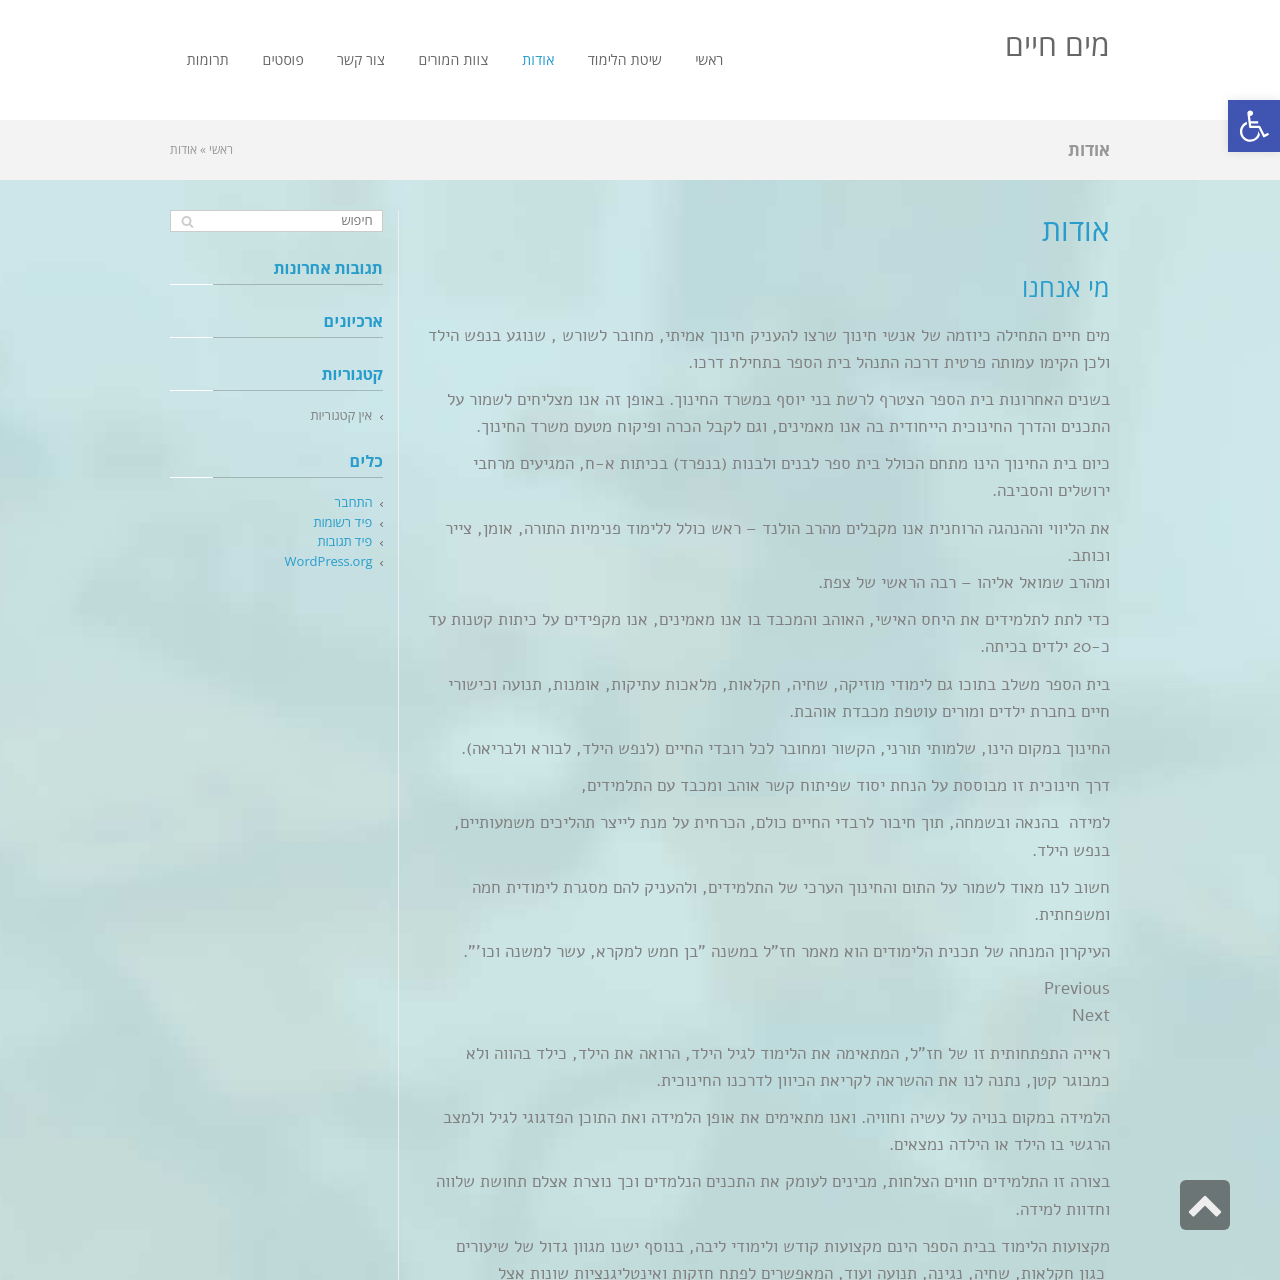 מים חיים
ראשי
שיטת הלימוד
אודות
צוות המורים
צור קשר
פוסטים
תרומות
אודות
ראשי » אודות
אודות
מי אנחנו
מים חיים התחילה כיוזמה של אנשי חינוך שרצו להעניק חינוך אמיתי, מחובר לשורש , שנוגע בנפש הילד
ולכן הקימו עמותה פרטית דרכה התנהל בית הספר בתחילת דרכו.
בשנים האחרונות בית הספר הצטרף לרשת בני יוסף במשרד החינוך. באופן זה אנו מצליחים לשמור על
התכנים והדרך החינוכית הייחודית בה אנו מאמינים, וגם לקבל הכרה ופיקוח מטעם משרד החינוך.
כיום בית החינוך הינו מתחם הכולל בית ספר לבנים ולבנות (בנפרד) בכיתות א-ח, המגיעים מרחבי
ירושלים והסביבה.
את הליווי וההנהגה הרוחנית אנו מקבלים מהרב הולנד – ראש כולל ללימוד פנימיות התורה, אומן, צייר
וכותב.
ומהרב שמואל אליהו – רבה הראשי של צפת.
כדי לתת לתלמידים את היחס האישי, האוהב והמכבד בו אנו מאמינים, אנו מקפידים על כיתות קטנות עד
כ-20 ילדים בכיתה.
בית הספר משלב בתוכו גם לימודי מוזיקה, שחיה, חקלאות, מלאכות עתיקות, אומנות, תנועה וכישורי
חיים בחברת ילדים ומורים עוטפת מכבדת אוהבת.
החינוך במקום הינו, שלמותי תורני, הקשור ומחובר לכל רובדי החיים (לנפש הילד, לבורא ולבריאה).
דרך חינוכית זו מבוססת על הנחת יסוד שפיתוח קשר אוהב ומכבד עם התלמידים,
למידה  בהנאה ובשמחה, תוך חיבור לרבדי החיים כולם, הכרחית על מנת לייצר תהליכים משמעותיים,
בנפש הילד.
חשוב לנו מאוד לשמור על התום והחינוך הערכי של התלמידים, ולהעניק להם מסגרת לימודית חמה
ומשפחתית.
העיקרון המנחה של תכנית הלימודים הוא מאמר חז"ל במשנה "בן חמש למקרא, עשר למשנה וכו'".
Previous
Next
ראייה התפתחותית זו של חז"ל, המתאימה את הלימוד לגיל הילד, הרואה את הילד, כילד בהווה ולא
כמבוגר קטן, נתנה לנו את ההשראה לקריאת הכיוון לדרכנו החינוכית.
הלמידה במקום בנויה על עשיה וחוויה. ואנו מתאימים את אופן הלמידה ואת התוכן הפדגוגי לגיל ולמצב
הרגשי בו הילד או הילדה נמצאים.
בצורה זו התלמידים חווים הצלחות, מבינים לעומק את התכנים הנלמדים וכך נוצרת אצלם תחושת שלווה
וחדוות למידה.
מקצועות הלימוד בבית הספר הינם מקצועות קודש ולימודי ליבה, בנוסף ישנו מגוון גדול של שיעורים
כגון חקלאות, שחיה, נגינה, תנועה ועוד, המאפשרים לפתח חזקות ואינטליגנציות שונות אצל
חיפוש
תגובות אחרונות
ארכיונים
קטגוריות
אין קטגוריות
כלים
התחבר
פיד רשומות
פיד תגובות
WordPress.org